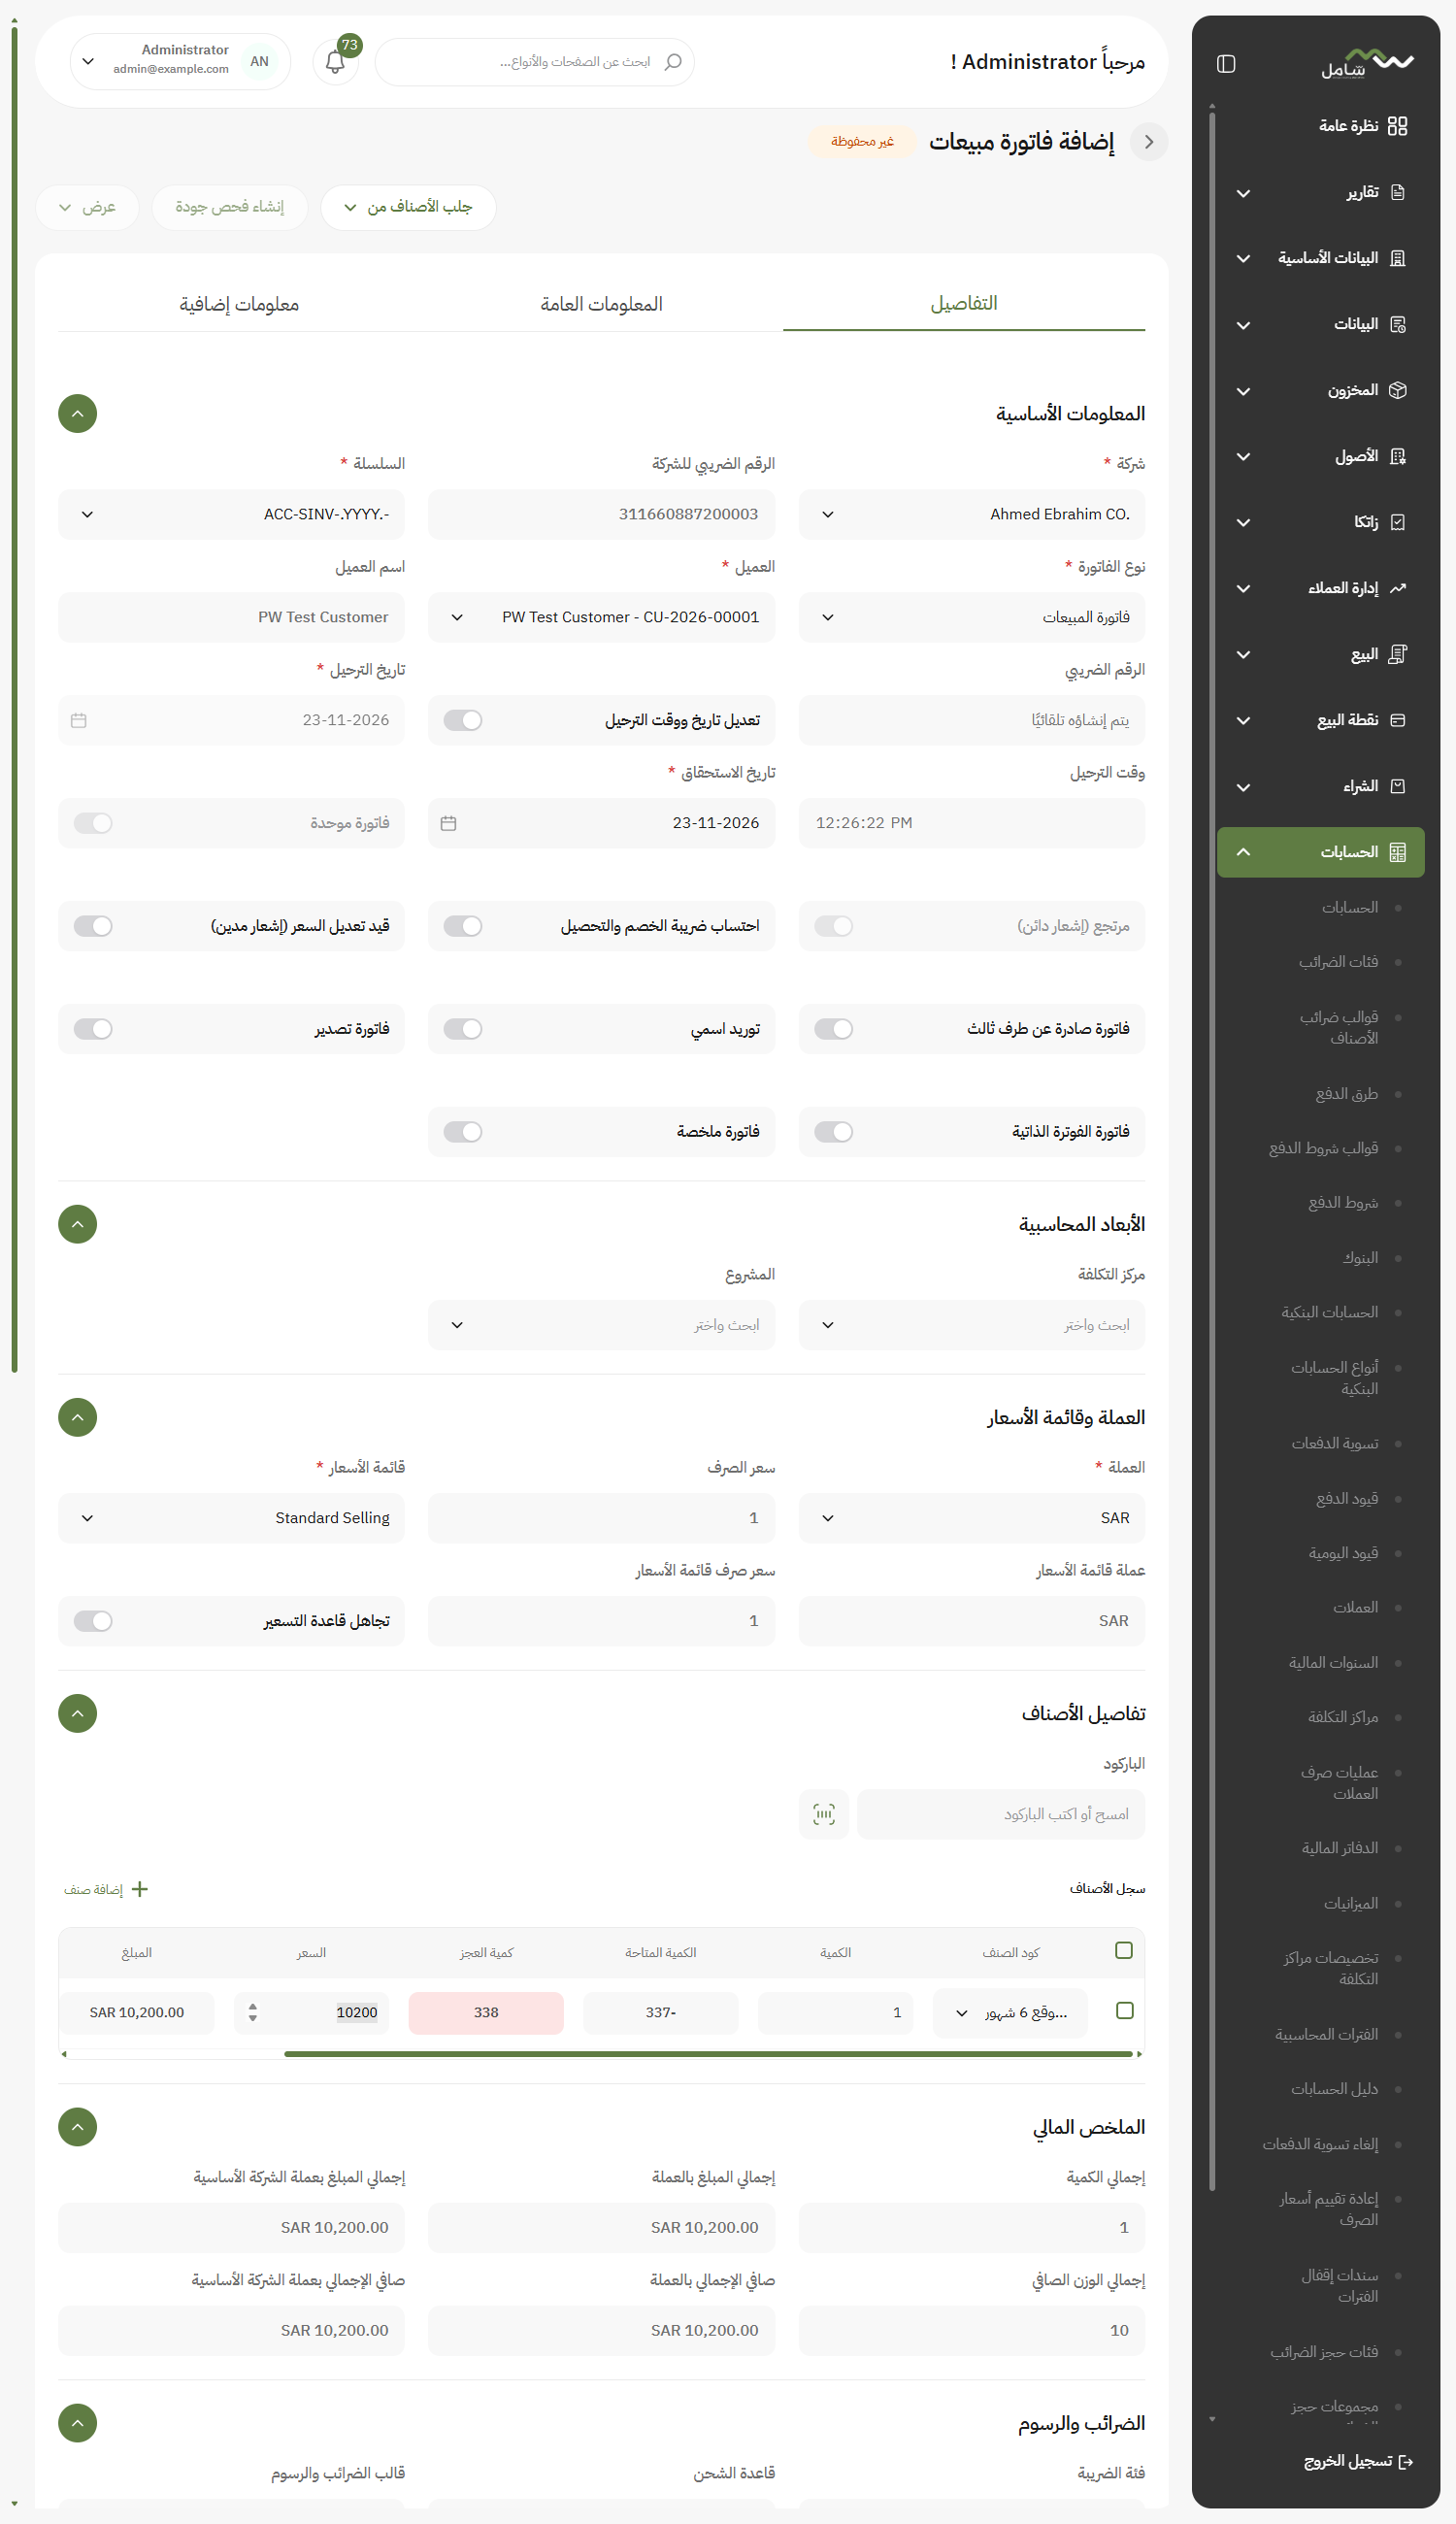 شامل
نظرة عامة
تقارير
البيانات الأساسية
البيانات
المخزون
الأصول
زاتكا
إدارة العملاء
البيع
نقطة البيع
الشراء
الحسابات
الحسابات
فئات الضرائب
قوالب ضرائب
الأصناف
طرق الدفع
قوالب شروط الدفع
شروط الدفع
البنوك
الحسابات البنكية
أنواع الحسابات
البنكية
تسوية الدفعات
قيود الدفع
قيود اليومية
العملات
السنوات المالية
مراكز التكلفة
عمليات صرف
العملات
الدفاتر المالية
الميزانيات
تخصيصات مراكز
التكلفة
الفترات المحاسبية
دليل الحسابات
إلغاء تسوية الدفعات
إعادة تقييم أسعار
الصرف
سندات إقفال
الفترات
فئات حجز الضرائب
مجموعات حجز
تسجيل الخروج
مرحباً Administrator !
ابحث عن الصفحات والأنواع...
73
AN
Administrator
admin@example.com
إضافة فاتورة مبيعات
غير محفوظة
جلب الأصناف من
إنشاء فحص جودة
عرض
التفاصيل
المعلومات العامة
معلومات إضافية
المعلومات الأساسية
شركة *
الرقم الضريبي للشركة
السلسلة *
Ahmed Ebrahim CO.
311660887200003
ACC-SINV-.YYYY.-
نوع الفاتورة *
العميل *
اسم العميل
فاتورة المبيعات
PW Test Customer - CU-2026-00001
PW Test Customer
الرقم الضريبي
تاريخ الترحيل *
يتم إنشاؤه تلقائيًا
تعديل تاريخ ووقت الترحيل
23-11-2026
وقت الترحيل
تاريخ الاستحقاق *
12:26:22 PM
23-11-2026
فاتورة موحدة
مرتجع (إشعار دائن)
احتساب ضريبة الخصم والتحصيل
قيد تعديل السعر (إشعار مدين)
فاتورة صادرة عن طرف ثالث
توريد اسمي
فاتورة تصدير
فاتورة الفوترة الذاتية
فاتورة ملخصة
الأبعاد المحاسبية
مركز التكلفة
المشروع
ابحث واختر
ابحث واختر
العملة وقائمة الأسعار
العملة *
سعر الصرف
قائمة الأسعار *
SAR
1
Standard Selling
عملة قائمة الأسعار
سعر صرف قائمة الأسعار
SAR
1
تجاهل قاعدة التسعير
تفاصيل الأصناف
الباركود
امسح أو اكتب الباركود
سجل الأصناف
إضافة صنف
كود الصنف
الكمية
الكمية المتاحة
كمية العجز
السعر
المبلغ
...وقع 6 شهور
1
337-
338
10200
SAR 10,200.00
الملخص المالي
إجمالي الكمية
إجمالي المبلغ بالعملة
إجمالي المبلغ بعملة الشركة الأساسية
1
SAR 10,200.00
SAR 10,200.00
إجمالي الوزن الصافي
صافي الإجمالي بالعملة
صافي الإجمالي بعملة الشركة الأساسية
10
SAR 10,200.00
SAR 10,200.00
الضرائب والرسوم
فئة الضريبة
قاعدة الشحن
قالب الضرائب والرسوم